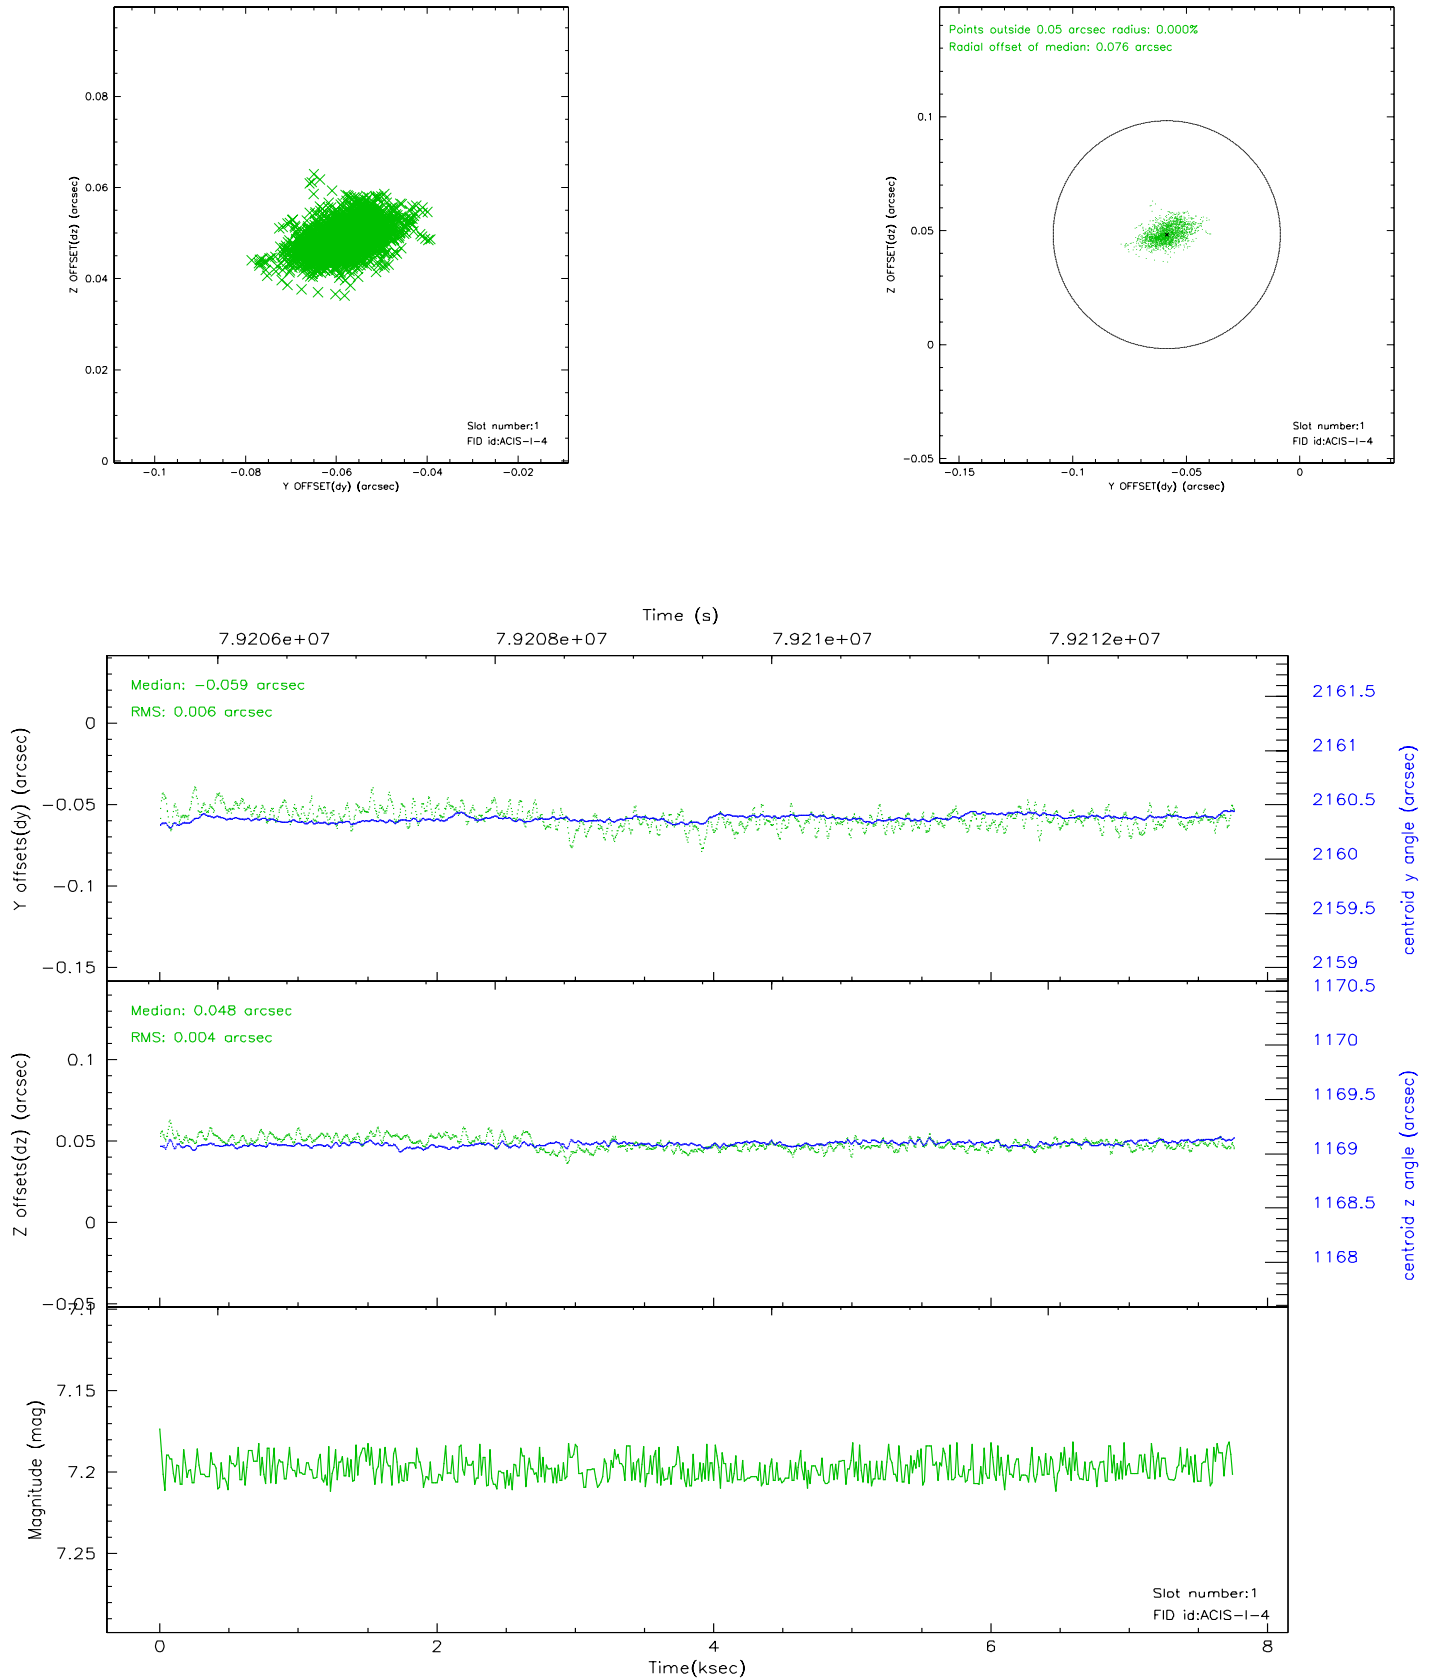 0.08
0.06
0.04
0.02
0
Z OFFSET(dz) (arcsec)
−0.1
−0.08
−0.06
−0.04
−0.02
Y OFFSET(dy) (arcsec)
Slot number:1
FID id:ACIS−I−4
Points outside 0.05 arcsec radius: 0.000%
Radial offset of median: 0.076 arcsec
0.1
0.05
0
−0.05
Z OFFSET(dz) (arcsec)
−0.15
−0.1
−0.05
0
Y OFFSET(dy) (arcsec)
Slot number:1
FID id:ACIS−I−4
Time (s)
7.9206e+07
7.9208e+07
7.921e+07
7.9212e+07
Median: −0.059 arcsec
RMS: 0.006 arcsec
0
−0.05
−0.1
−0.15
Y offsets(dy) (arcsec)
2161.5
2161
2160.5
2160
2159.5
2159
centroid y angle (arcsec)
Median: 0.048 arcsec
RMS: 0.004 arcsec
0.1
0.05
0
−0.05
Z offsets(dz) (arcsec)
1170.5
1170
1169.5
1169
1168.5
1168
centroid z angle (arcsec)
7.1
7.15
7.2
7.25
Magnitude (mag)
Slot number:1
FID id:ACIS−I−4
0
2
4
6
8
Time(ksec)